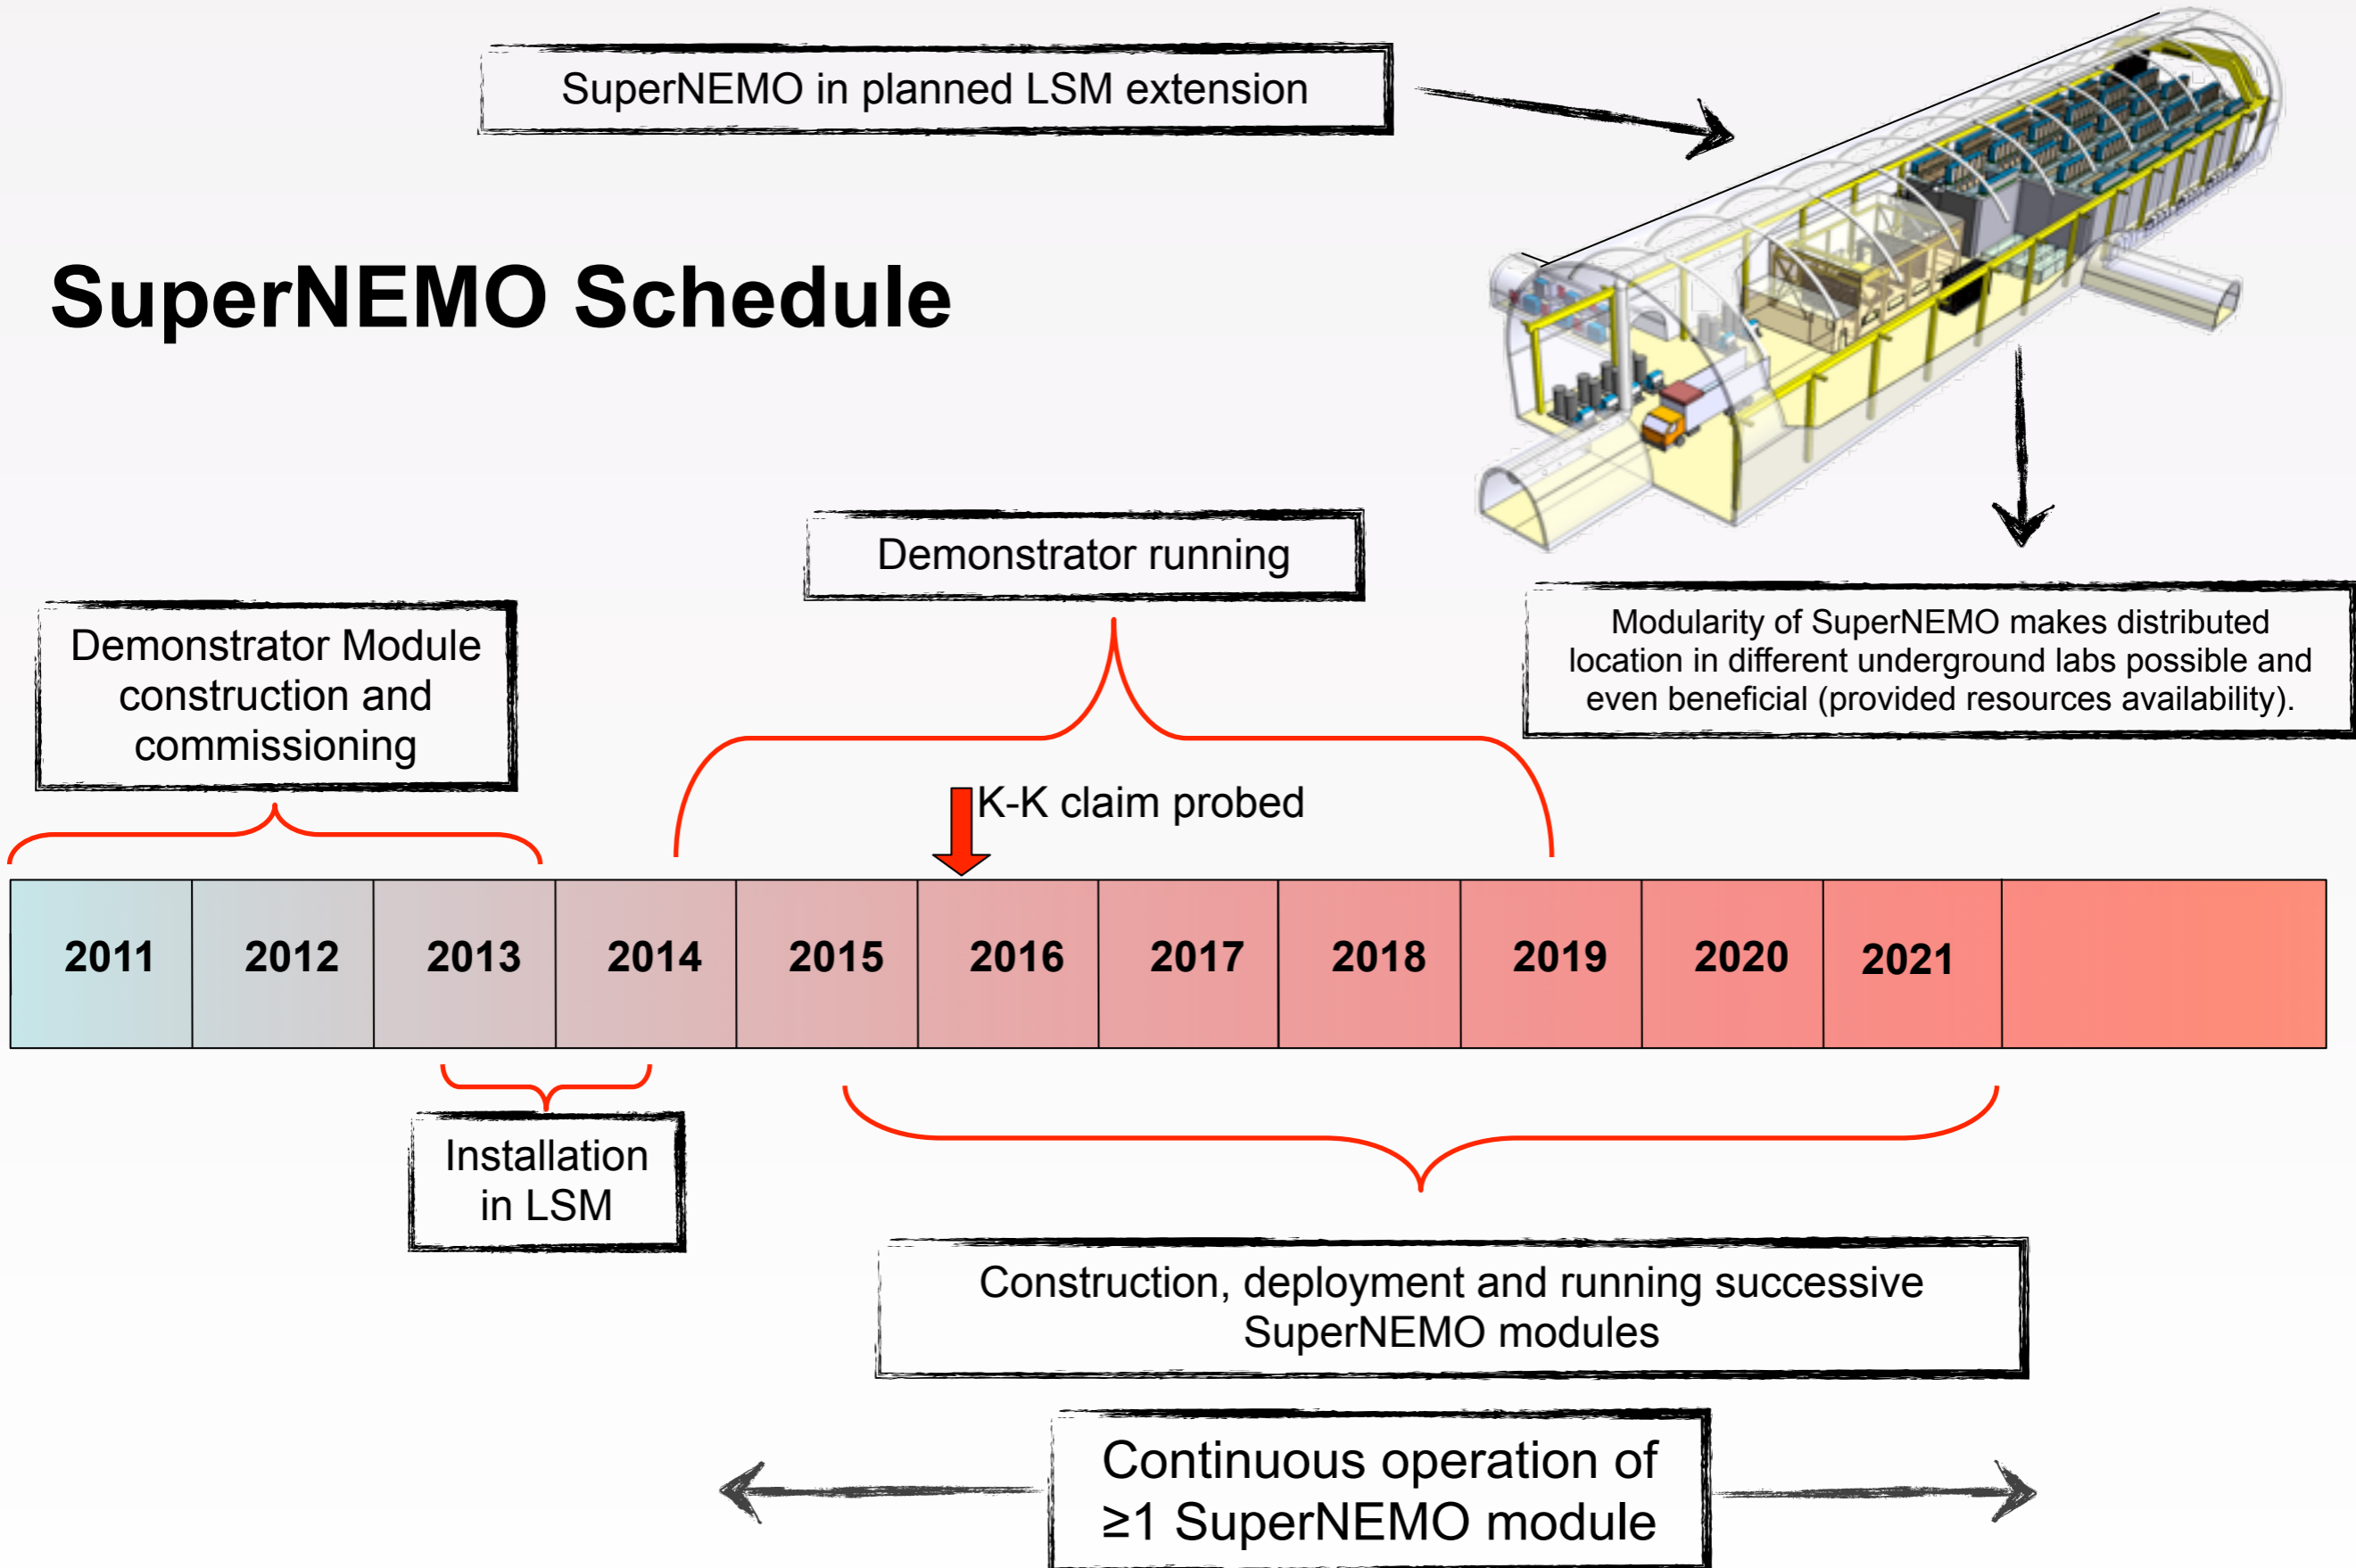 SuperNEMO in planned LSM extension
SuperNEMO Schedule
Demonstrator running
Demonstrator Module
construction and
commissioning
Modularity of SuperNEMO makes distributed
location in different underground labs possible and
even beneficial (provided resources availability).
K-K claim probed
2011 2012 2013 2014 2015 2016 2017 2018 2019 2020 2021
Installation
in LSM
Construction, deployment and running successive
SuperNEMO modules
Continuous operation of
≥1 SuperNEMO module